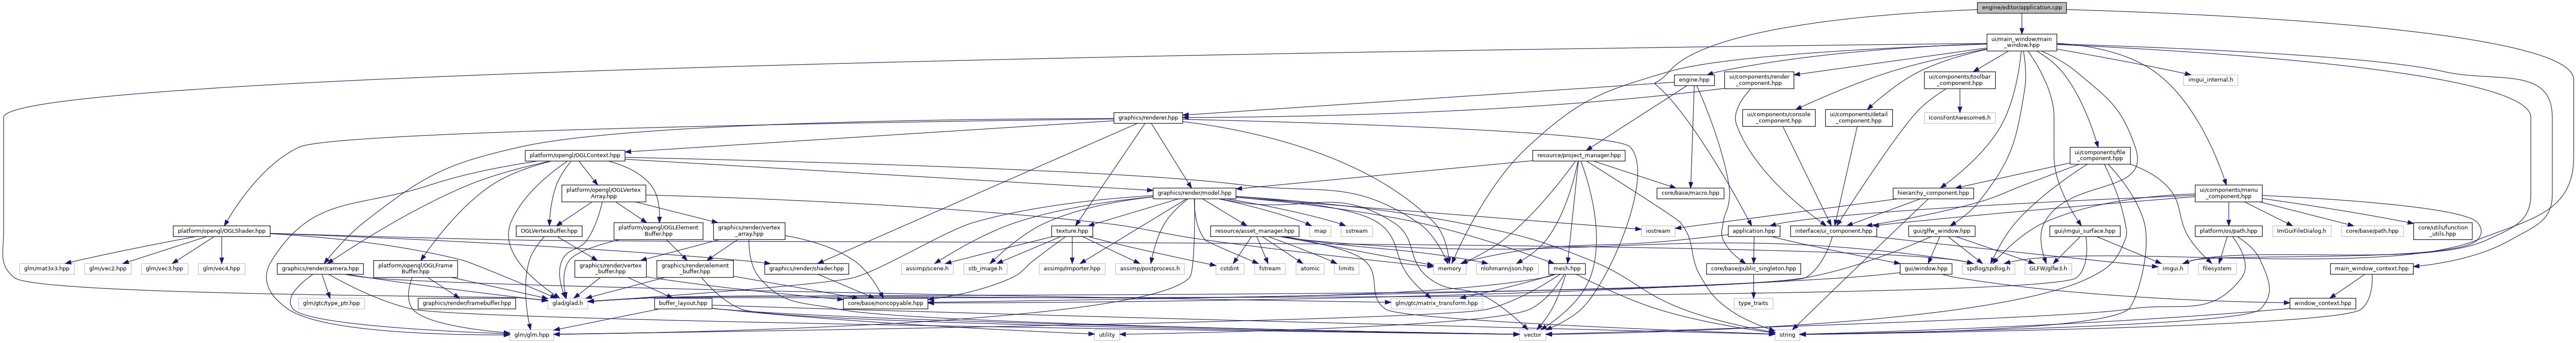 engine/editor/application.cpp
ui/main_window/main
_window.hpp
engine.hpp
ui/components/render
_component.hpp
ui/components/toolbar
_component.hpp
imgui_internal.h
graphics/renderer.hpp
ui/components/console
_component.hpp
ui/components/detail
_component.hpp
IconsFontAwesome6.h
platform/opengl/OGLContext.hpp
resource/project_manager.hpp
ui/components/file
_component.hpp
platform/opengl/OGLVertex
Array.hpp
graphics/render/model.hpp
core/base/macro.hpp
hierarchy_component.hpp
ui/components/menu
_component.hpp
platform/opengl/OGLShader.hpp
OGLVertexBuffer.hpp
platform/opengl/OGLElement
Buffer.hpp
graphics/render/vertex
_array.hpp
texture.hpp
resource/asset_manager.hpp
map
sstream
iostream
application.hpp
interface/ui_component.hpp
gui/glfw_window.hpp
gui/imgui_surface.hpp
platform/os/path.hpp
ImGuiFileDialog.h
core/base/path.hpp
core/utils/function
_utils.hpp
glm/mat3x3.hpp
glm/vec2.hpp
glm/vec3.hpp
glm/vec4.hpp
graphics/render/camera.hpp
platform/opengl/OGLFrame
Buffer.hpp
graphics/render/vertex
_buffer.hpp
graphics/render/element
_buffer.hpp
graphics/render/shader.hpp
assimp/scene.h
stb_image.h
assimp/Importer.hpp
assimp/postprocess.h
cstdint
fstream
atomic
limits
memory
nlohmann/json.hpp
mesh.hpp
core/base/public_singleton.hpp
gui/window.hpp
spdlog/spdlog.h
GLFW/glfw3.h
imgui.h
filesystem
main_window_context.hpp
glm/gtc/type_ptr.hpp
graphics/render/framebuffer.hpp
glad/glad.h
buffer_layout.hpp
glm/gtc/matrix_transform.hpp
core/base/noncopyable.hpp
type_traits
window_context.hpp
glm/glm.hpp
utility
vector
string